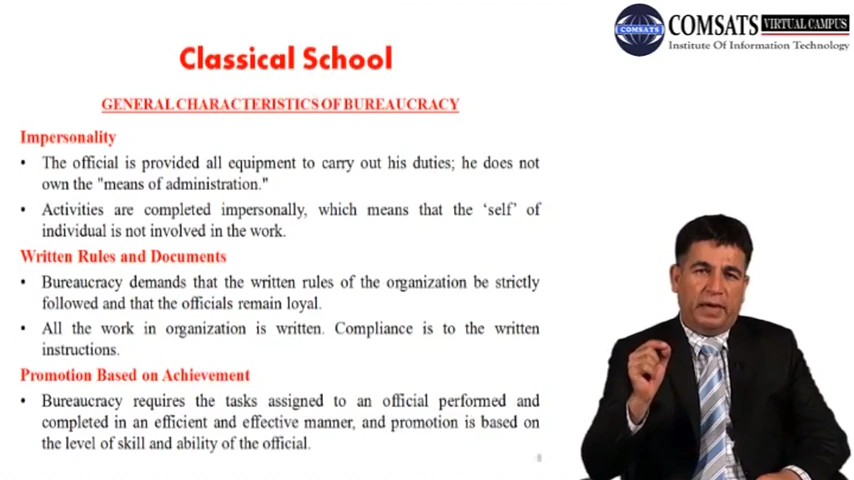 COMSATS
COMSATS VIRTUAL CAMPUS
Institute Of Information Technology
Classical School
GENERAL CHARACTERISTICS OF BUREAUCRACY
Impersonality
• The official is provided all equipment to carry out his duties; he does not
own the "means of administration."
• Activities are completed impersonally, which means that the ‘self’ of
individual is not involved in the work.
Written Rules and Documents
• Bureaucracy demands that the written rules of the organization be strictly
followed and that the officials remain loyal.
• All the work in organization is written. Compliance is to the written
instructions.
Promotion Based on Achievement
• Bureaucracy requires the tasks assigned to an official performed and
completed in an efficient and effective manner, and promotion is based on
the level of skill and ability of the official.
8